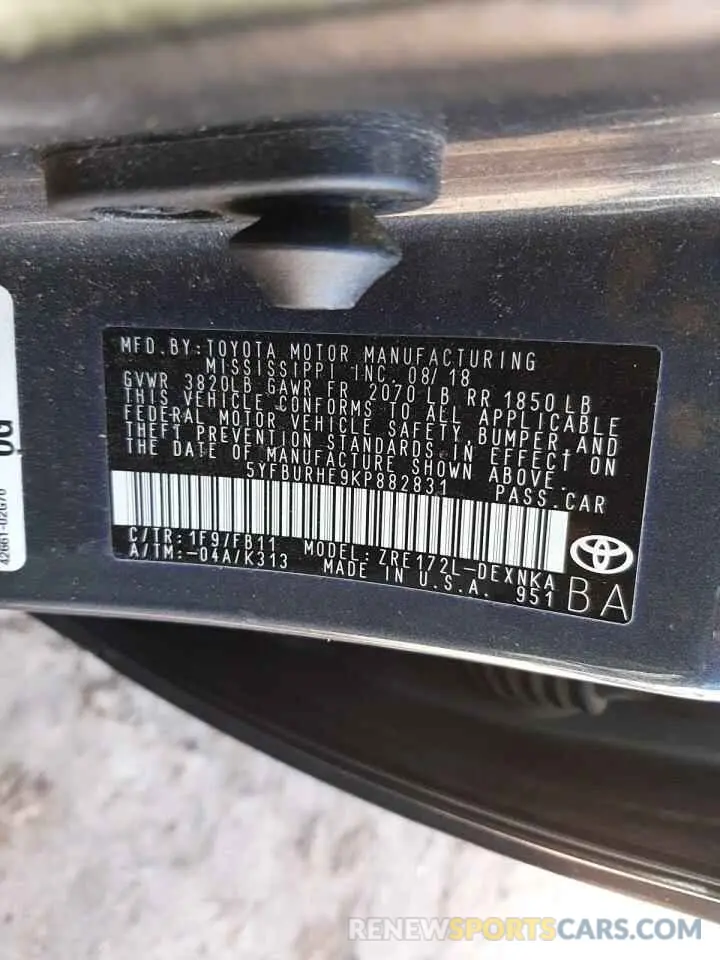 MFD. BY: TOYOTA MOTOR MANUFACTURING
MISSISSIPPI INC. 08/18
GVWR 3820LB GAWR FR 2070 LB RR 1850LB
THIS VEHICLE CONFORMS TO ALL APPLICABLE
FEDERAL MOTOR VEHICLE SAFETY, BUMPER AND
THEFT PREVENTION STANDARDS IN EFFECT ON
THE DATE OF MANUFACTURE SHOWN ABOVE.
5YFBURHE9KP882831 PASS. CAR
C/TR: 1F9/FB11 MODEL: ZRE172L-DEXNKA
A/TM: -04A/K313 MADE IN U.S.A. 951 BA
42661-02G70
RENEWSPORTSCARS.COM